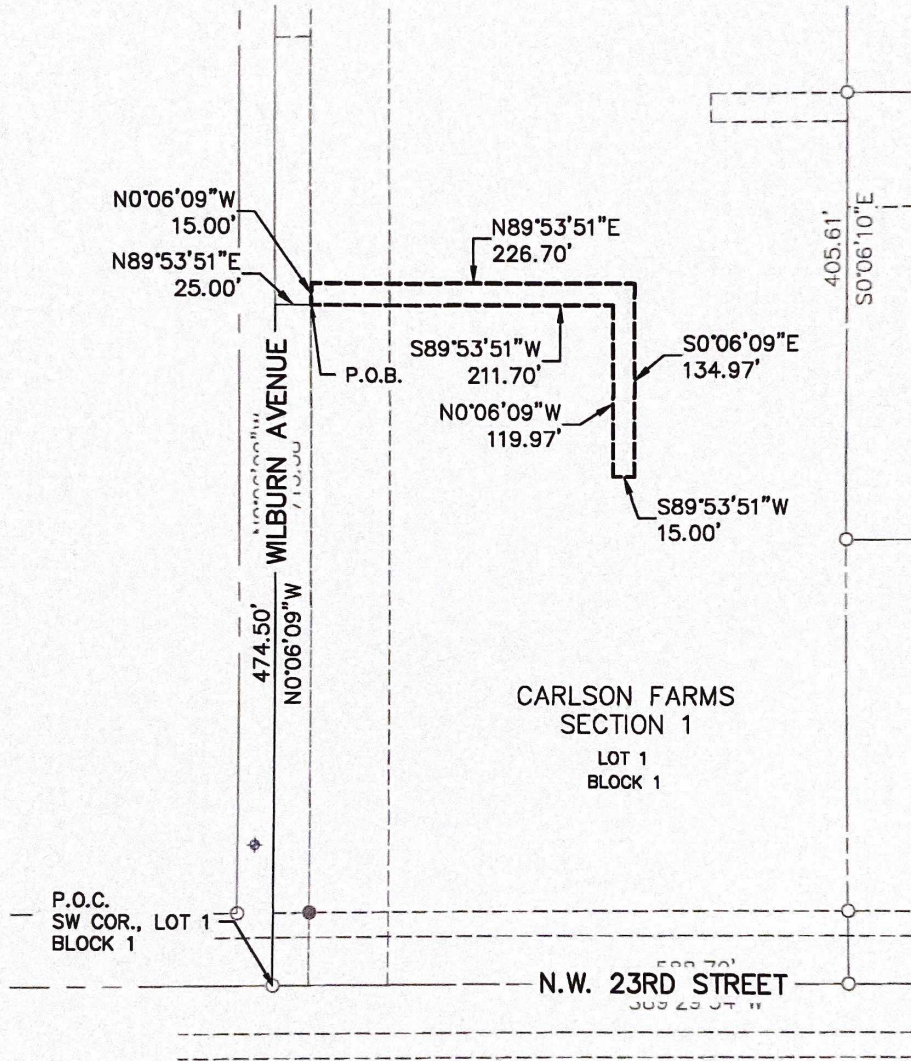 N0°06'09"W
15.00'
N89°53'51"E
25.00'
N89°53'51"E
226.70'
405.61'
S0°06'10"E
S89°53'51"W
211.70'
P.O.B.
S0°06'09"E
134.97'
N0°06'09"W
119.97'
S89°53'51"W
15.00'
WILBURN AVENUE
474.50'
N0°06'09"W
CARLSON FARMS
SECTION 1
LOT 1
BLOCK 1
P.O.C.
SW COR., LOT 1
BLOCK 1
N.W. 23RD STREET